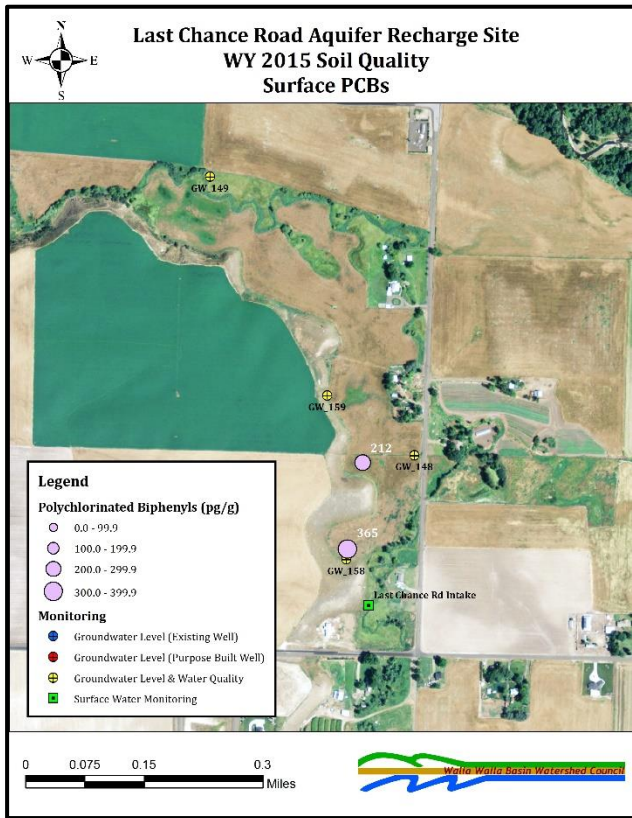 N
W E
S
Last Chance Road Aquifer Recharge Site
WY 2015 Soil Quality
Surface PCBs
GW_149
GW_159
212
GW_148
365
GW_158
Last Chance Rd Intake
Legend
Polychlorinated Biphenyls (pg/g)
0.0 - 99.9
100.0 - 199.9
200.0 - 299.9
300.0 - 399.9
Monitoring
Groundwater Level (Existing Well)
Groundwater Level (Purpose Built Well)
Groundwater Level & Water Quality
Surface Water Monitoring
0 0.075 0.15 0.3
Miles
Walla Walla Basin Watershed Council